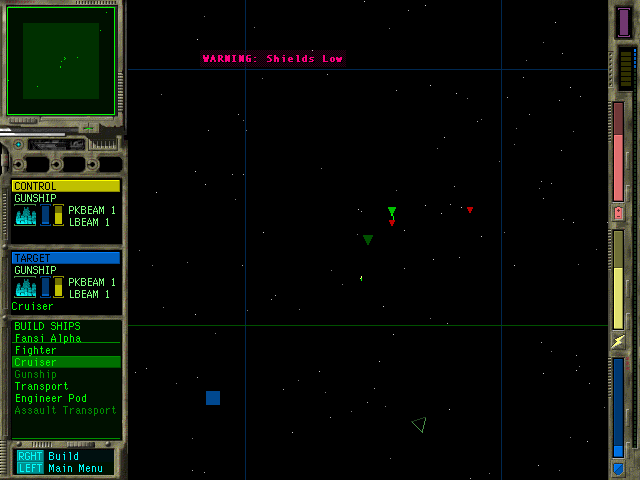 WARNING: Shields Low
CONTROL
GUNSHIP
PKBEAM 1
LBEAM 1
TARGET
GUNSHIP
PKBEAM 1
LBEAM 1
Cruiser
BUILD SHIPS
Fansi Alpha
Fighter
Cruiser
Gunship
Transport
Engineer Pod
Assault Transport
RGHT Build
LEFT Main Menu